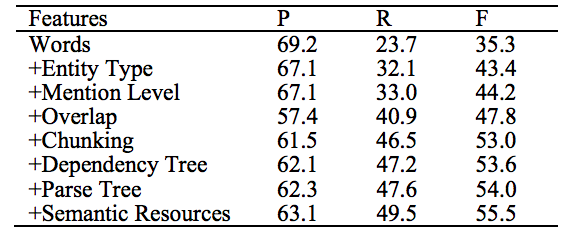 Features P R F
Words 69.2 23.7 35.3
+Entity Type 67.1 32.1 43.4
+Mention Level 67.1 33.0 44.2
+Overlap 57.4 40.9 47.8
+Chunking 61.5 46.5 53.0
+Dependency Tree 62.1 47.2 53.6
+Parse Tree 62.3 47.6 54.0
+Semantic Resources 63.1 49.5 55.5